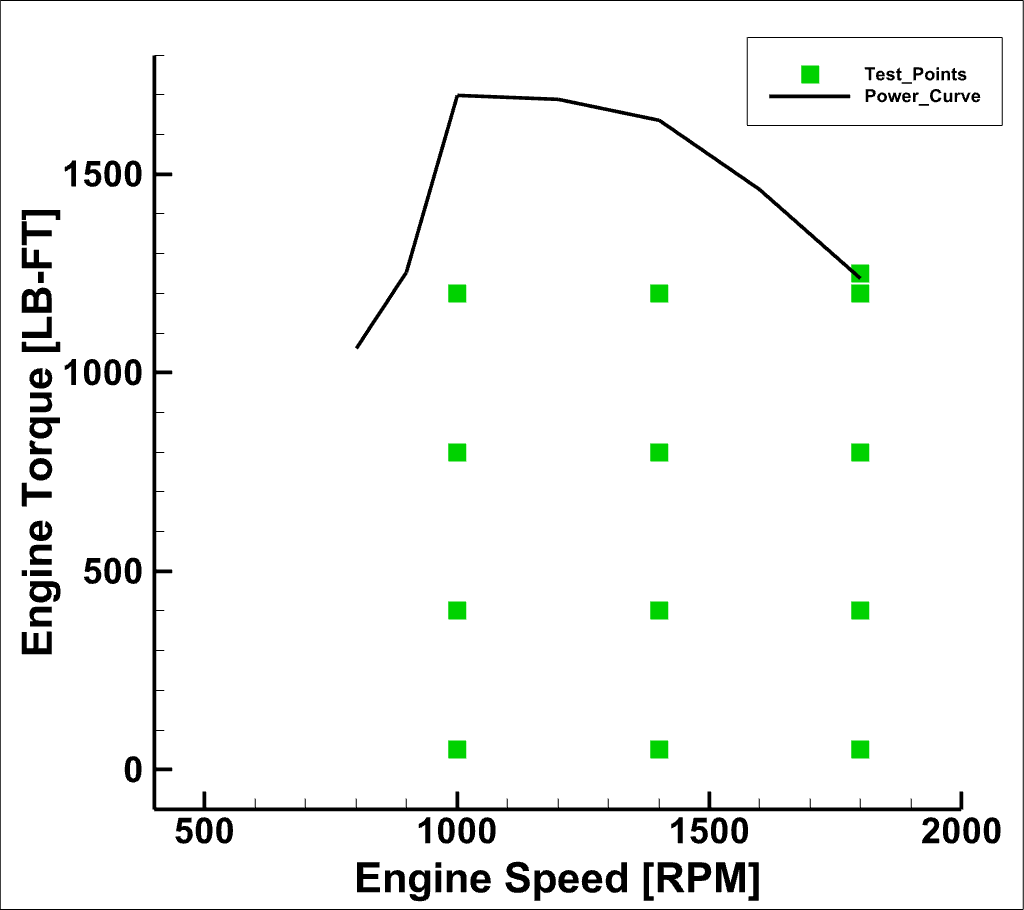 Test_Points
Power_Curve
Engine Torque [LB-FT]
1500
1000
500
0
500 1000 1500 2000
Engine Speed [RPM]